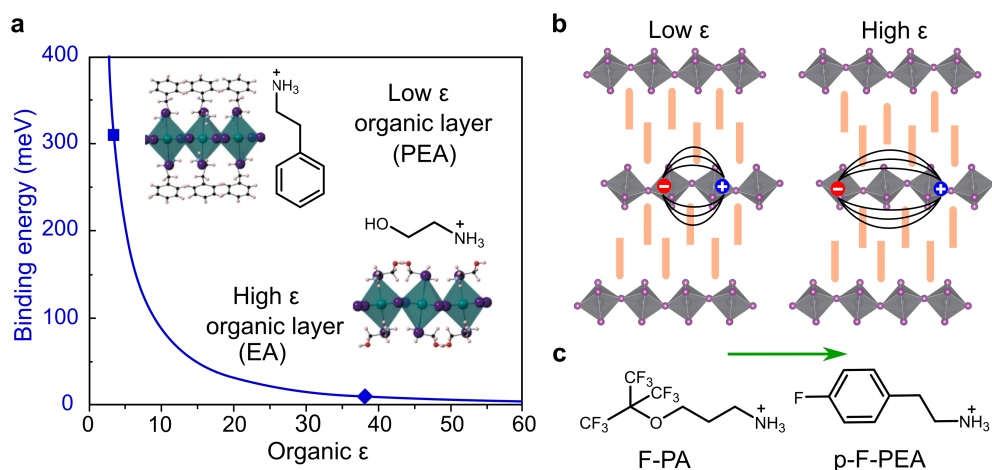 a
Binding energy (meV)
400
300
200
100
0
0
10
20
30
40
50
60
Organic ε
+
NH3
Low ε
organic layer
(PEA)
HO
+
NH3
High ε
organic layer
(EA)
b
Low ε
High ε
−
+
−
+
c
CF3
CF3
CF3
F3C
O
+
NH3
F-PA
F
+
NH3
p-F-PEA